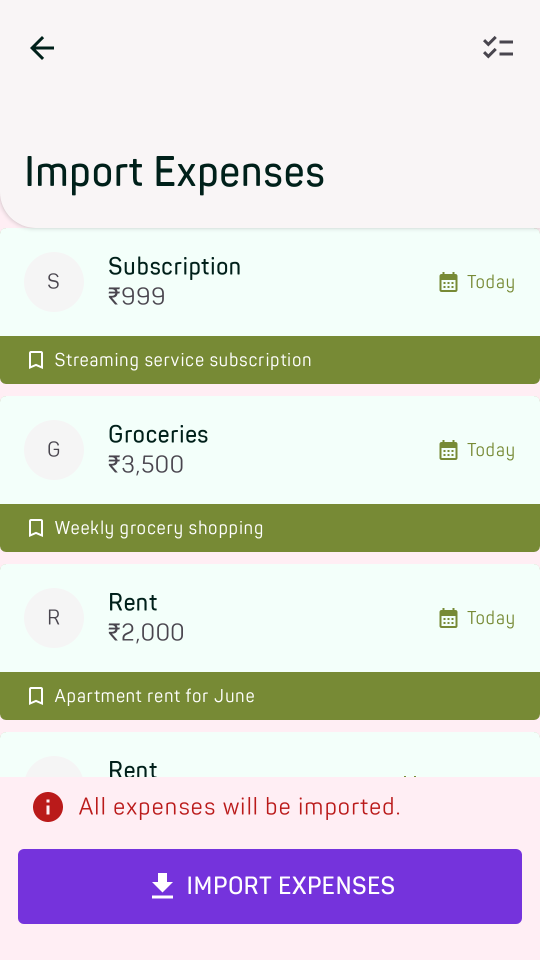 Import Expenses
S
Subscription
₹999
Today
Streaming service subscription
G
Groceries
₹3,500
Today
Weekly grocery shopping
R
Rent
₹2,000
Today
Apartment rent for June
Rent
All expenses will be imported.
IMPORT EXPENSES